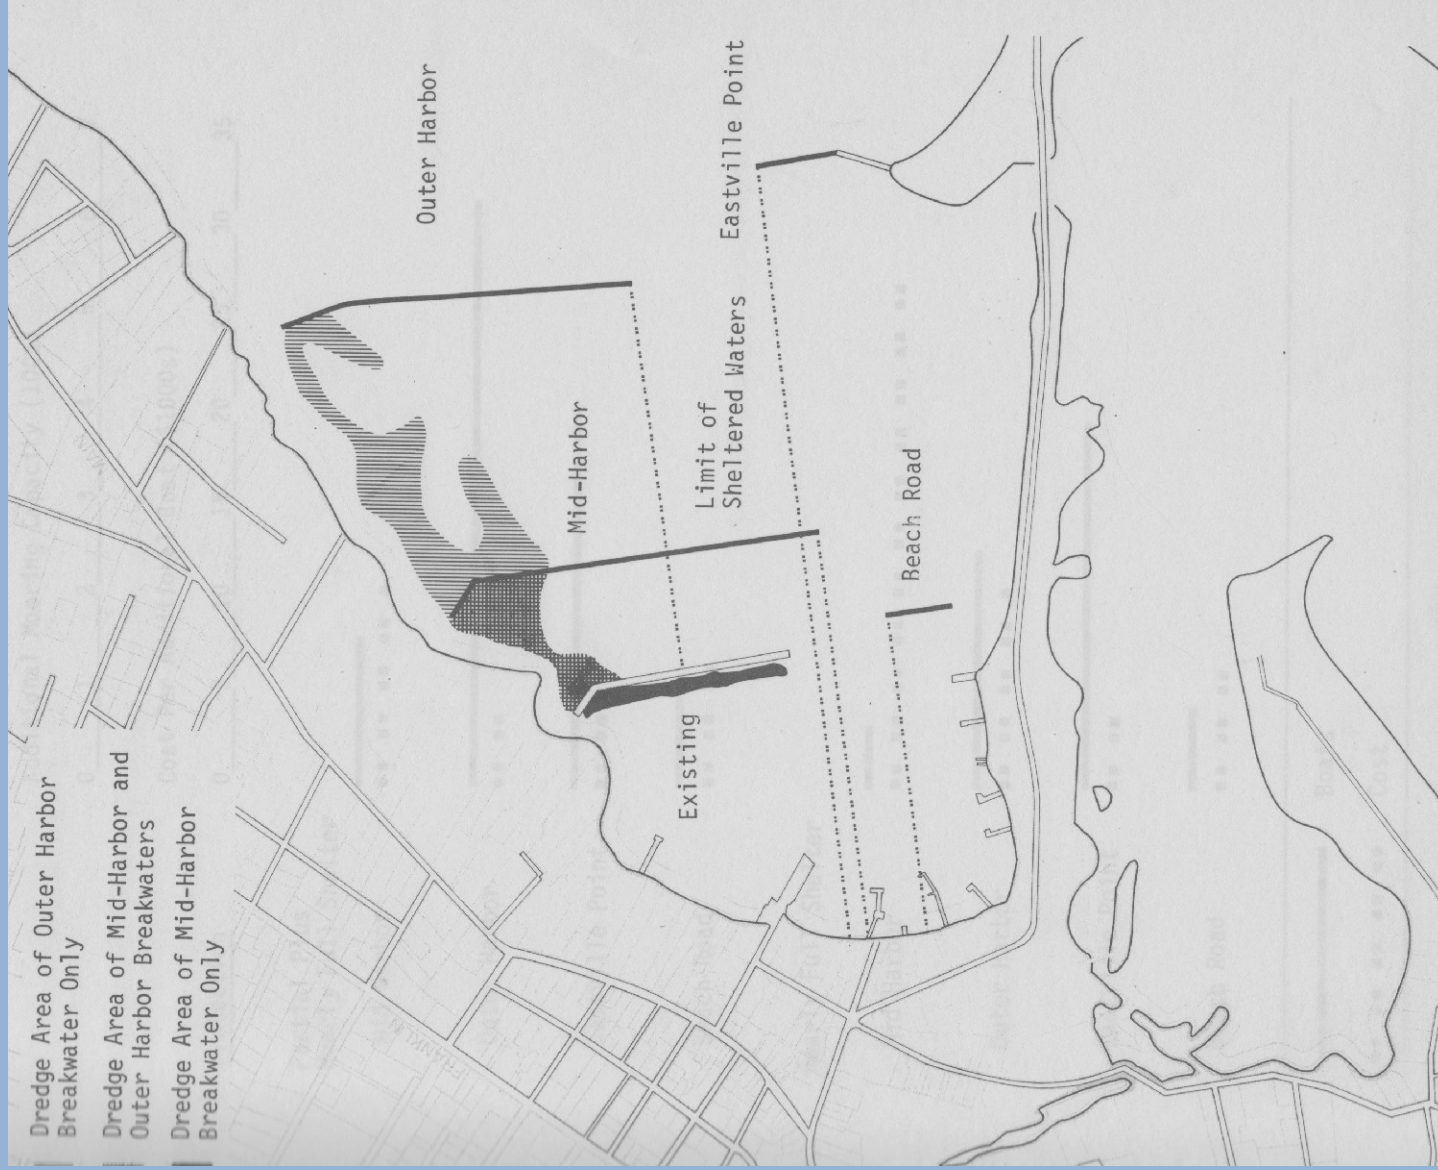 Outer Harbor
Eastville Point
Limit of
Sheltered Waters
Mid-Harbor
Beach Road
Existing
Dredge Area of Outer Harbor
Breakwater Only
Dredge Area of Mid-Harbor and
Outer Harbor Breakwaters
Dredge Area of Mid-Harbor
Breakwater Only